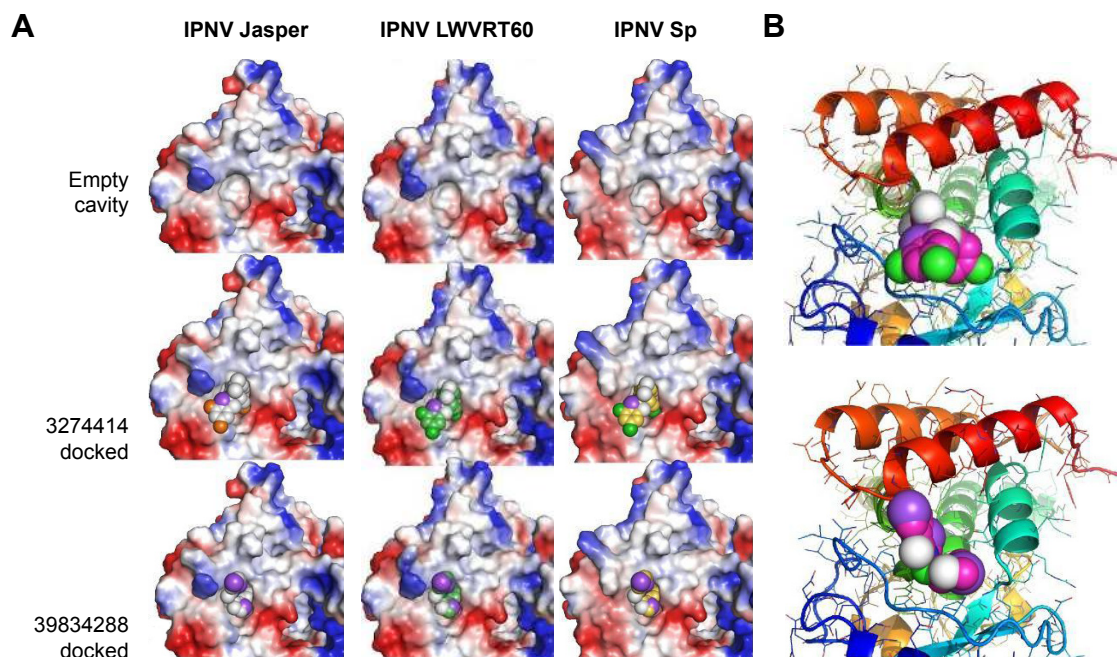 A
IPNV Jasper
IPNV LWVRT60
IPNV Sp
B
Empty
cavity
3274414
docked
39834288
docked